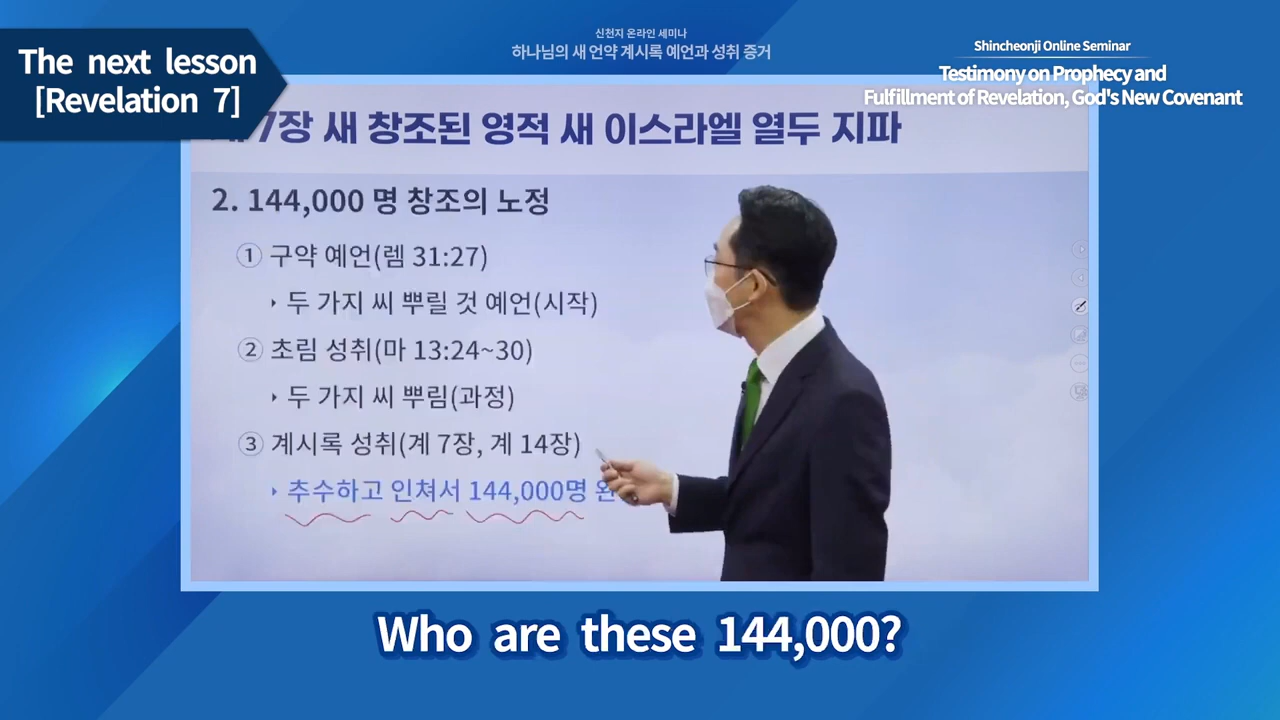 The next lesson
[Revelation 7]
신천지 온라인 세미나
하나님의 새 언약 계시록 예언과 성취 증거
Shincheonji Online Seminar
Testimony on Prophecy and
Fulfillment of Revelation, God's New Covenant
7장 새 창조된 영적 새 이스라엘 열두 지파
2. 144,000 명 창조의 노정
① 구약 예언(렘 31:27)
‣ 두 가지 씨 뿌릴 것 예언(시작)
② 초림 성취(마 13:24~30)
‣ 두 가지 씨 뿌림(과정)
③ 계시록 성취(계 7장, 계 14장)
‣ 추수하고 인쳐서 144,000명
Who are these 144,000?